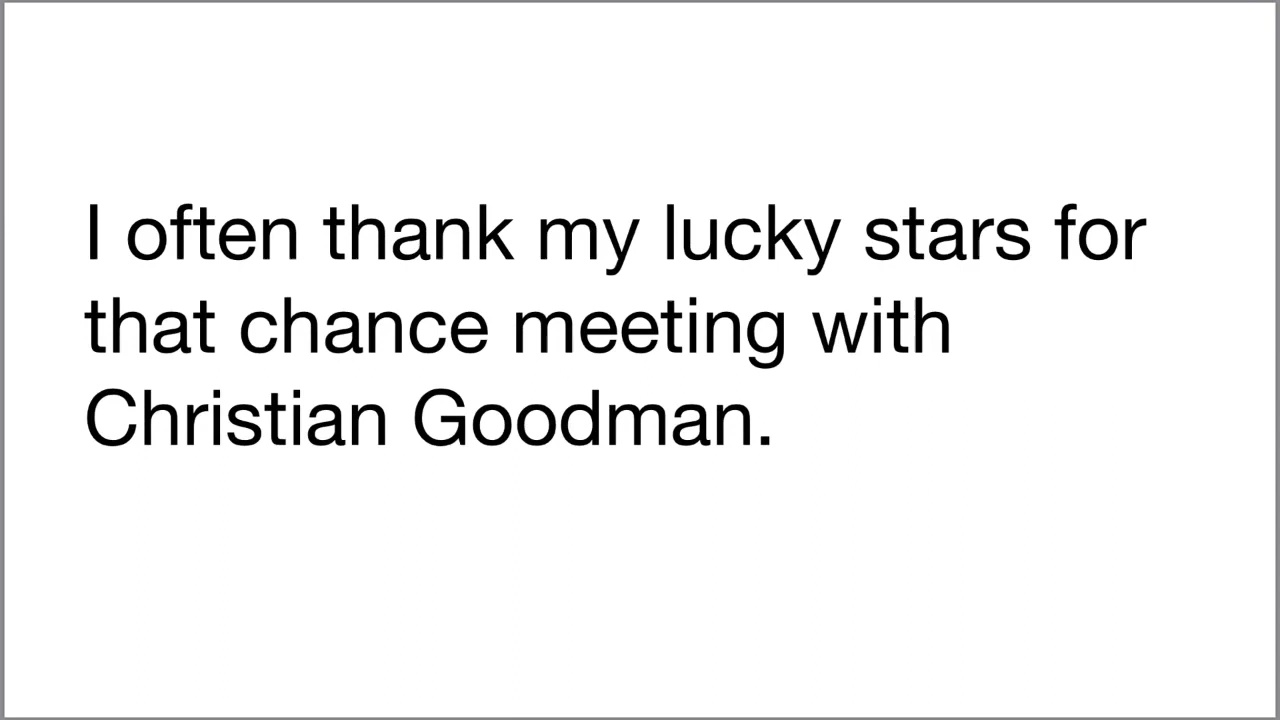 I often thank my lucky stars for
that chance meeting with
Christian Goodman.